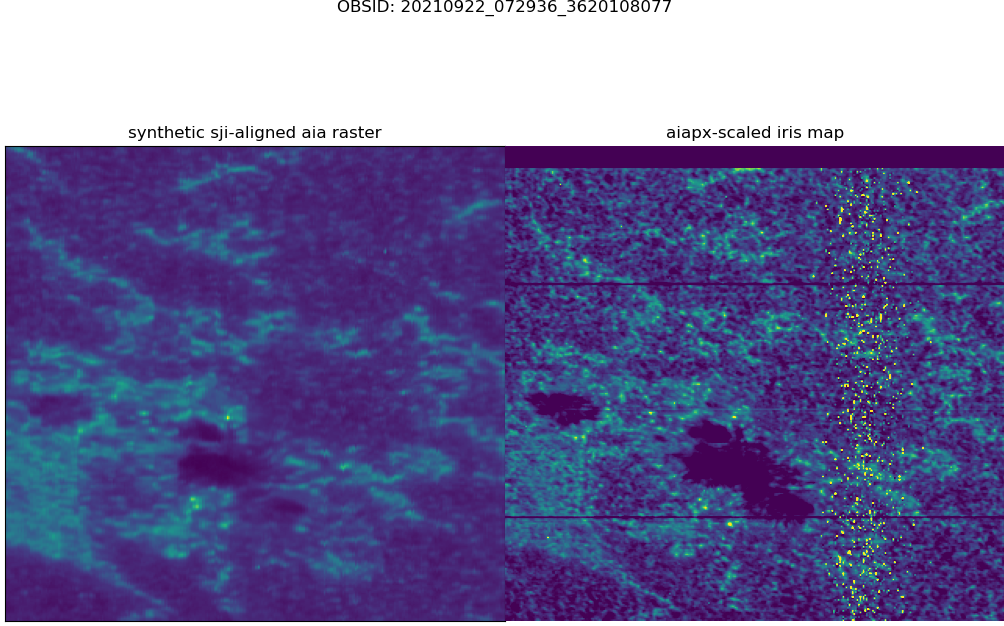 OBSID: 20210922_072936_3620108077
synthetic sji-aligned aia raster
aiapx-scaled iris map